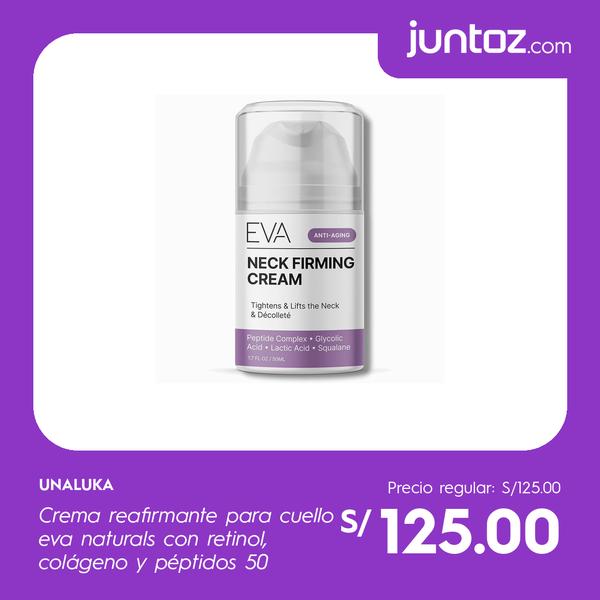 juntoz.com
EVA
ANTI-AGING
NECK FIRMING
CREAM
Tightens & Lifts the Neck
& Décolleté
Peptide Complex • Glycolic
Acid • Lactic Acid • Squalane
1.7 FL OZ / 50ML
UNALUKA
Crema reafirmante para cuello
eva naturals con retinol,
colágeno y péptidos 50
Precio regular: S/125.00
S/ 125.00